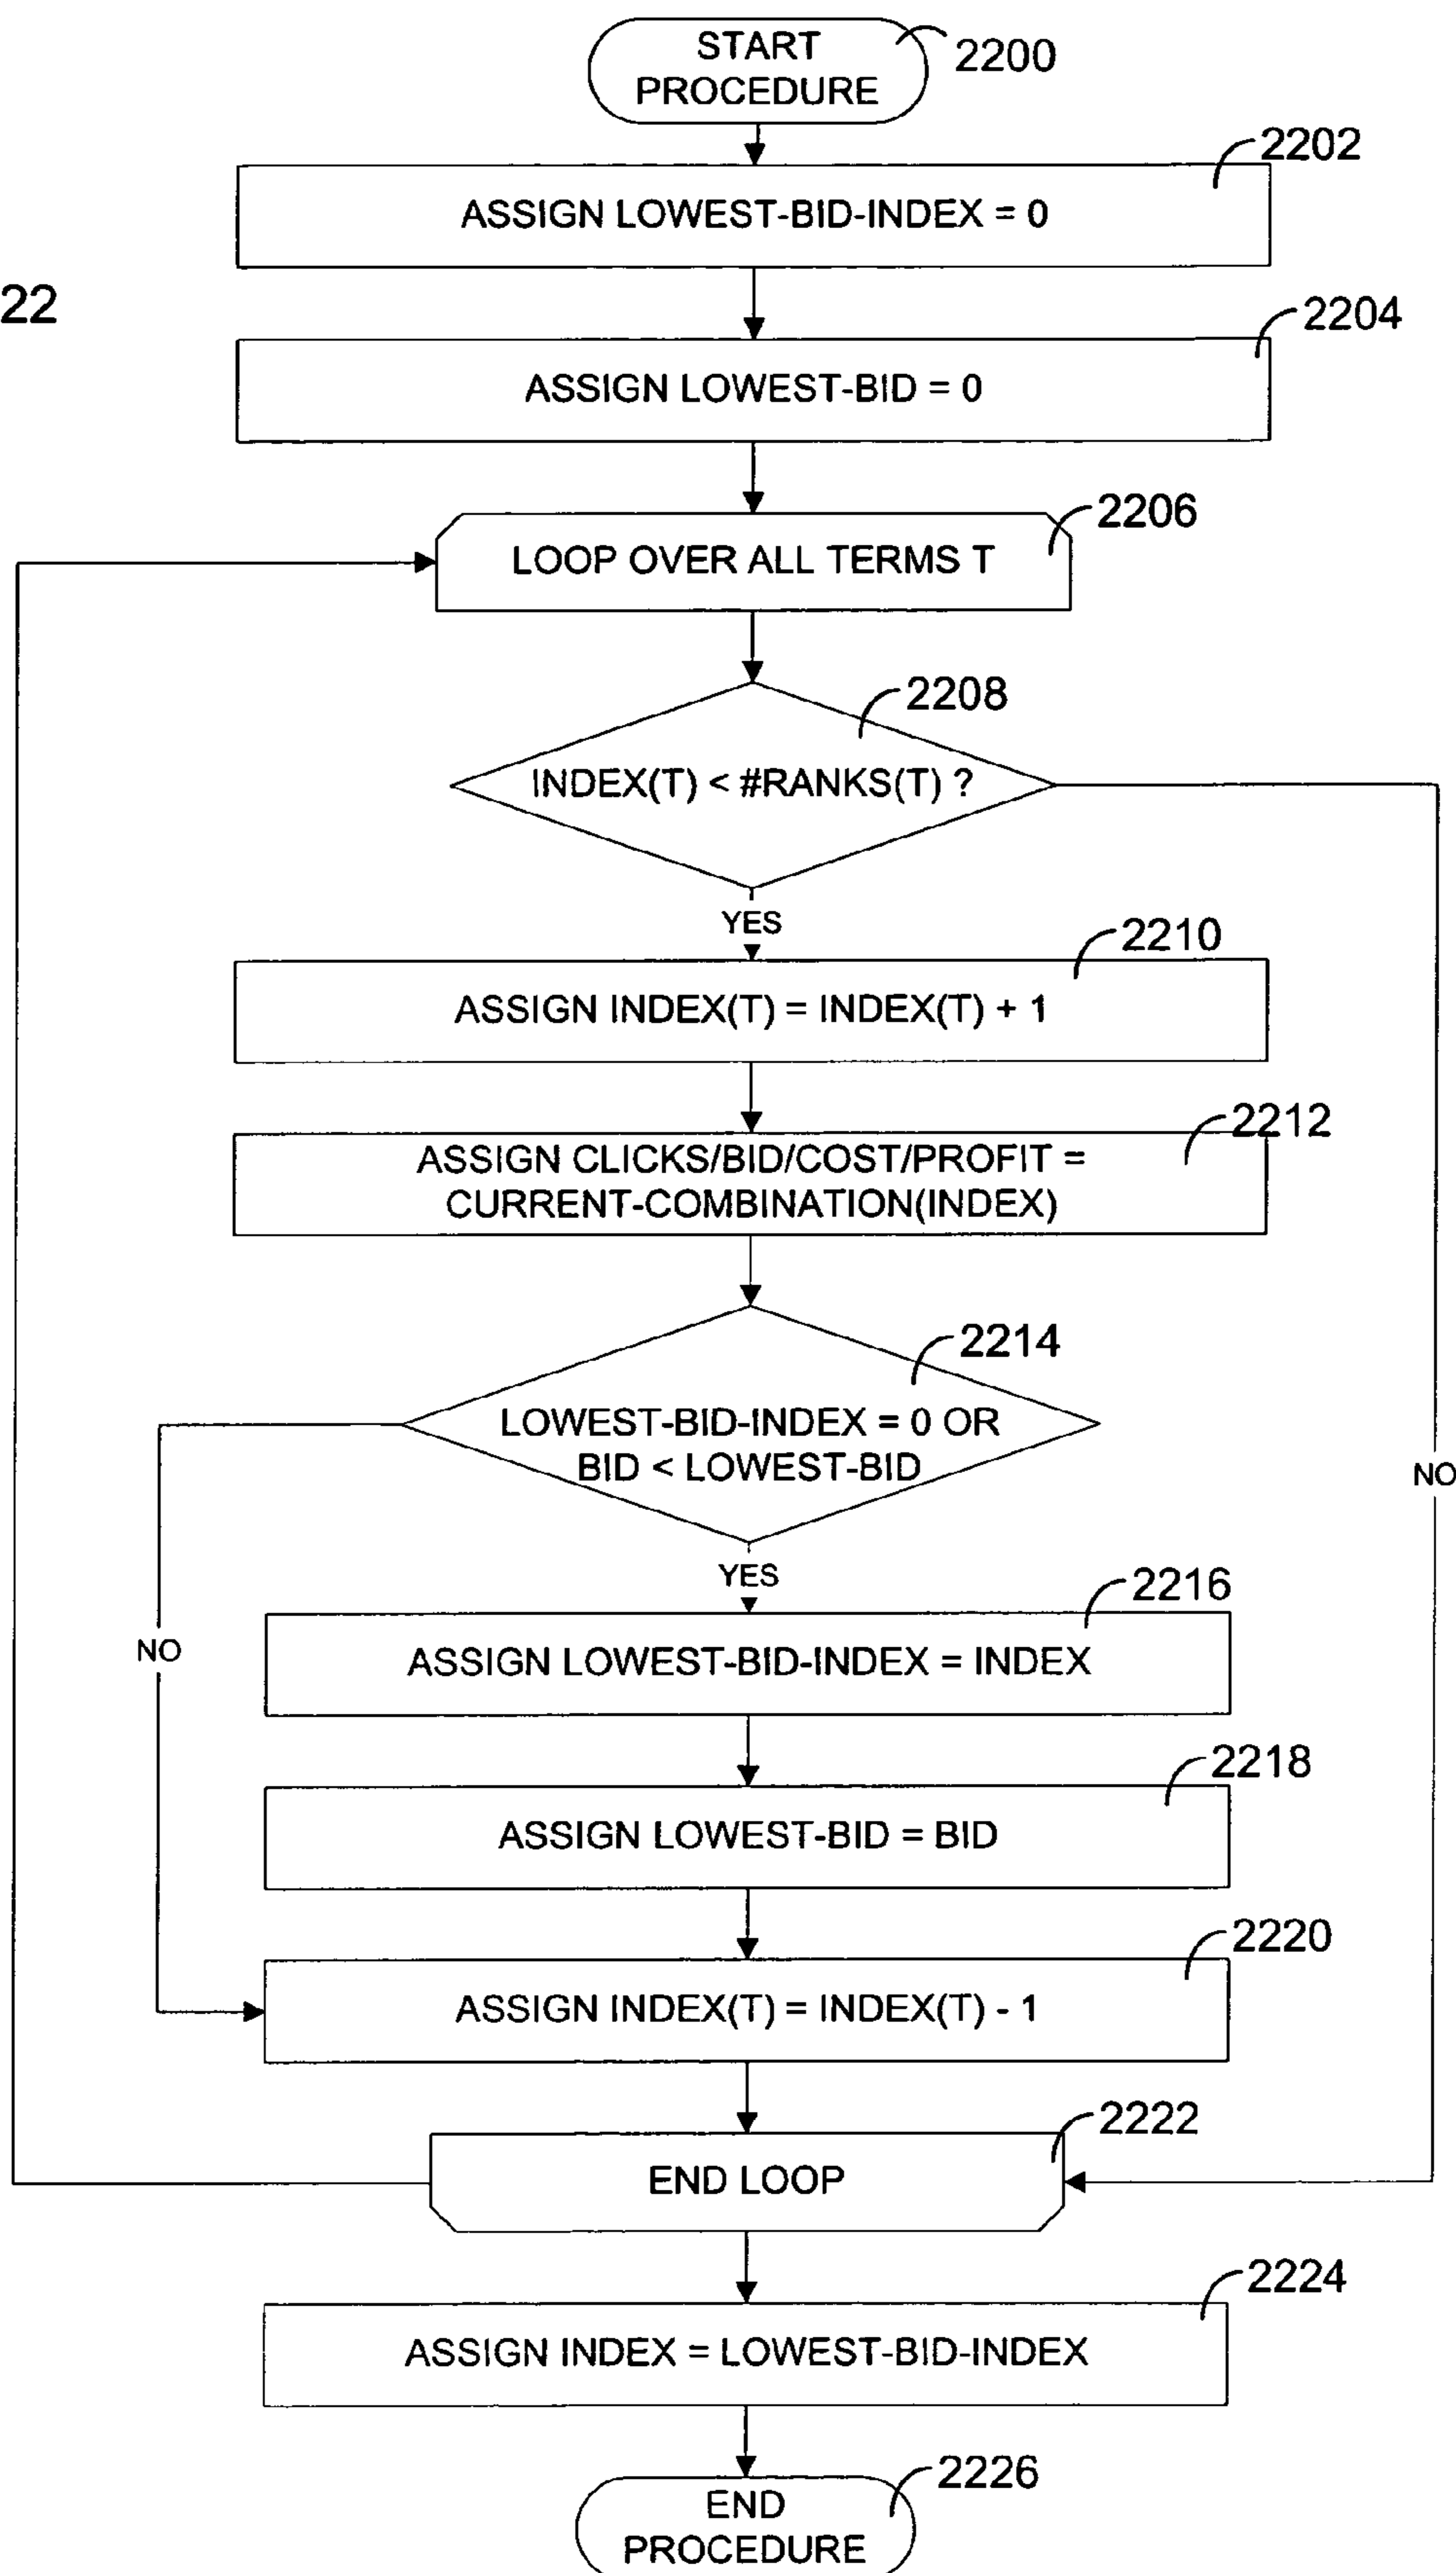 START
PROCEDURE
2200
2202
ASSIGN LOWEST-BID-INDEX = 0
22
2204
ASSIGN LOWEST-BID = 0
2206
LOOP OVER ALL TERMS T
2208
INDEX(T) < #RANKS(T) ?
YES
2210
ASSIGN INDEX(T) = INDEX(T) + 1
2212
ASSIGN CLICKS/BID/COST/PROFIT =
CURRENT-COMBINATION(INDEX)
2214
LOWEST-BID-INDEX = 0 OR
BID < LOWEST-BID
NO
YES
2216
NO
ASSIGN LOWEST-BID-INDEX = INDEX
2218
ASSIGN LOWEST-BID = BID
2220
ASSIGN INDEX(T) = INDEX(T) - 1
2222
END LOOP
2224
ASSIGN INDEX = LOWEST-BID-INDEX
2226
END
PROCEDURE